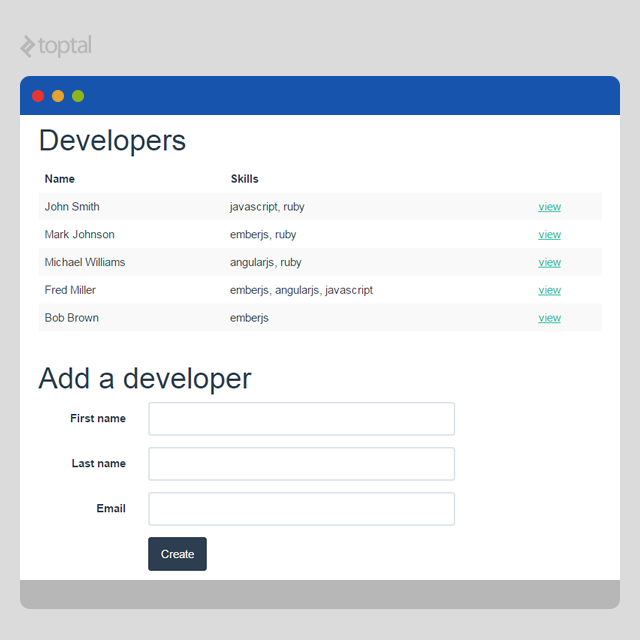 toptal
Developers
Name Skills
John Smith javascript, ruby view
Mark Johnson emberjs, ruby view
Michael Williams angularjs, ruby view
Fred Miller emberjs, angularjs, javascript view
Bob Brown emberjs view
Add a developer
First name
Last name
Email
Create